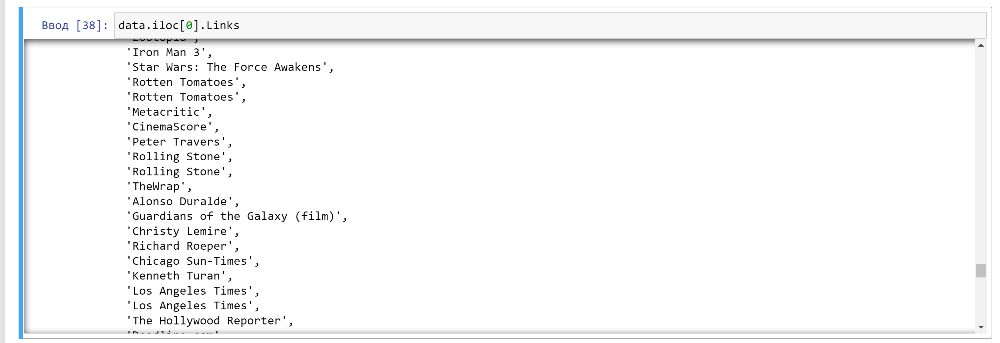 Ввод [38]: data.iloc[0].Links
'Zootopia',
'Iron Man 3',
'Star Wars: The Force Awakens',
'Rotten Tomatoes',
'Rotten Tomatoes',
'Metacritic',
'CinemaScore',
'Peter Travers',
'Rolling Stone',
'Rolling Stone',
'TheWrap',
'Alonso Duralde',
'Guardians of the Galaxy (film)',
'Christy Lemire',
'Richard Roeper',
'Chicago Sun-Times',
'Kenneth Turan',
'Los Angeles Times',
'Los Angeles Times',
'The Hollywood Reporter',